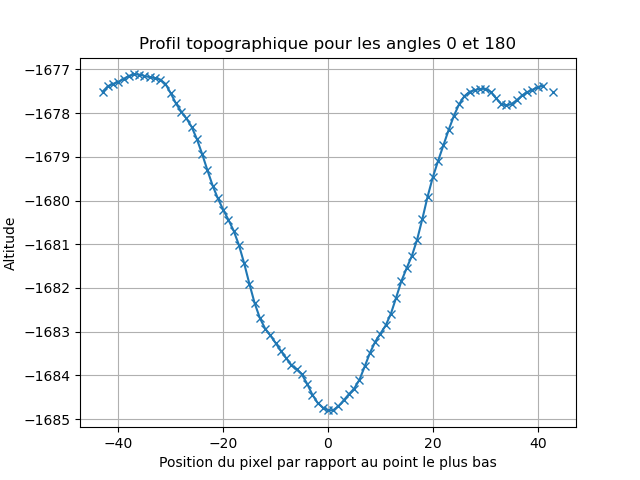 Profil topographique pour les angles 0 et 180
Altitude
−1677
−1678
−1679
−1680
−1681
−1682
−1683
−1684
−1685
−40 −20 0 20 40
Position du pixel par rapport au point le plus bas